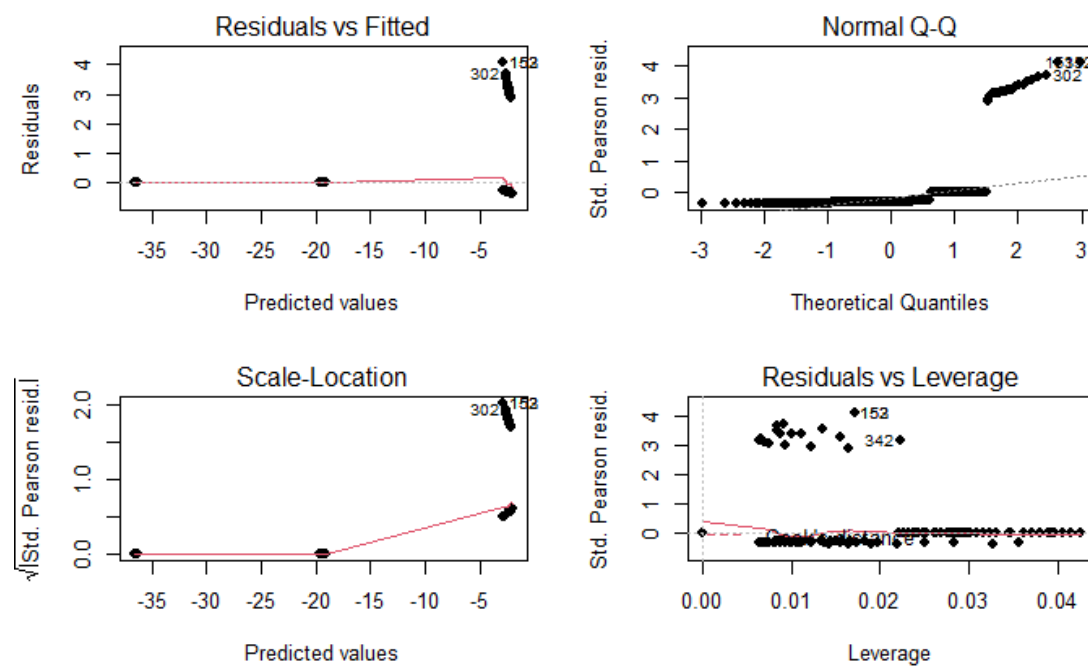 Residuals vs Fitted
Residuals
4
3
2
1
0
302
-35 -30 -25 -20 -15 -10 -5
Predicted values
Normal Q-Q
Std. Pearson resid.
4
3
2
1
0
302
-3 -2 -1 0 1 2 3
Theoretical Quantiles
Scale-Location
√|Std. Pearson resid.|
2.0
1.0
0.0
302
-35 -30 -25 -20 -15 -10 -5
Predicted values
Residuals vs Leverage
Std. Pearson resid.
4
3
2
1
0
342
Cook's distance
0.00 0.01 0.02 0.03 0.04
Leverage